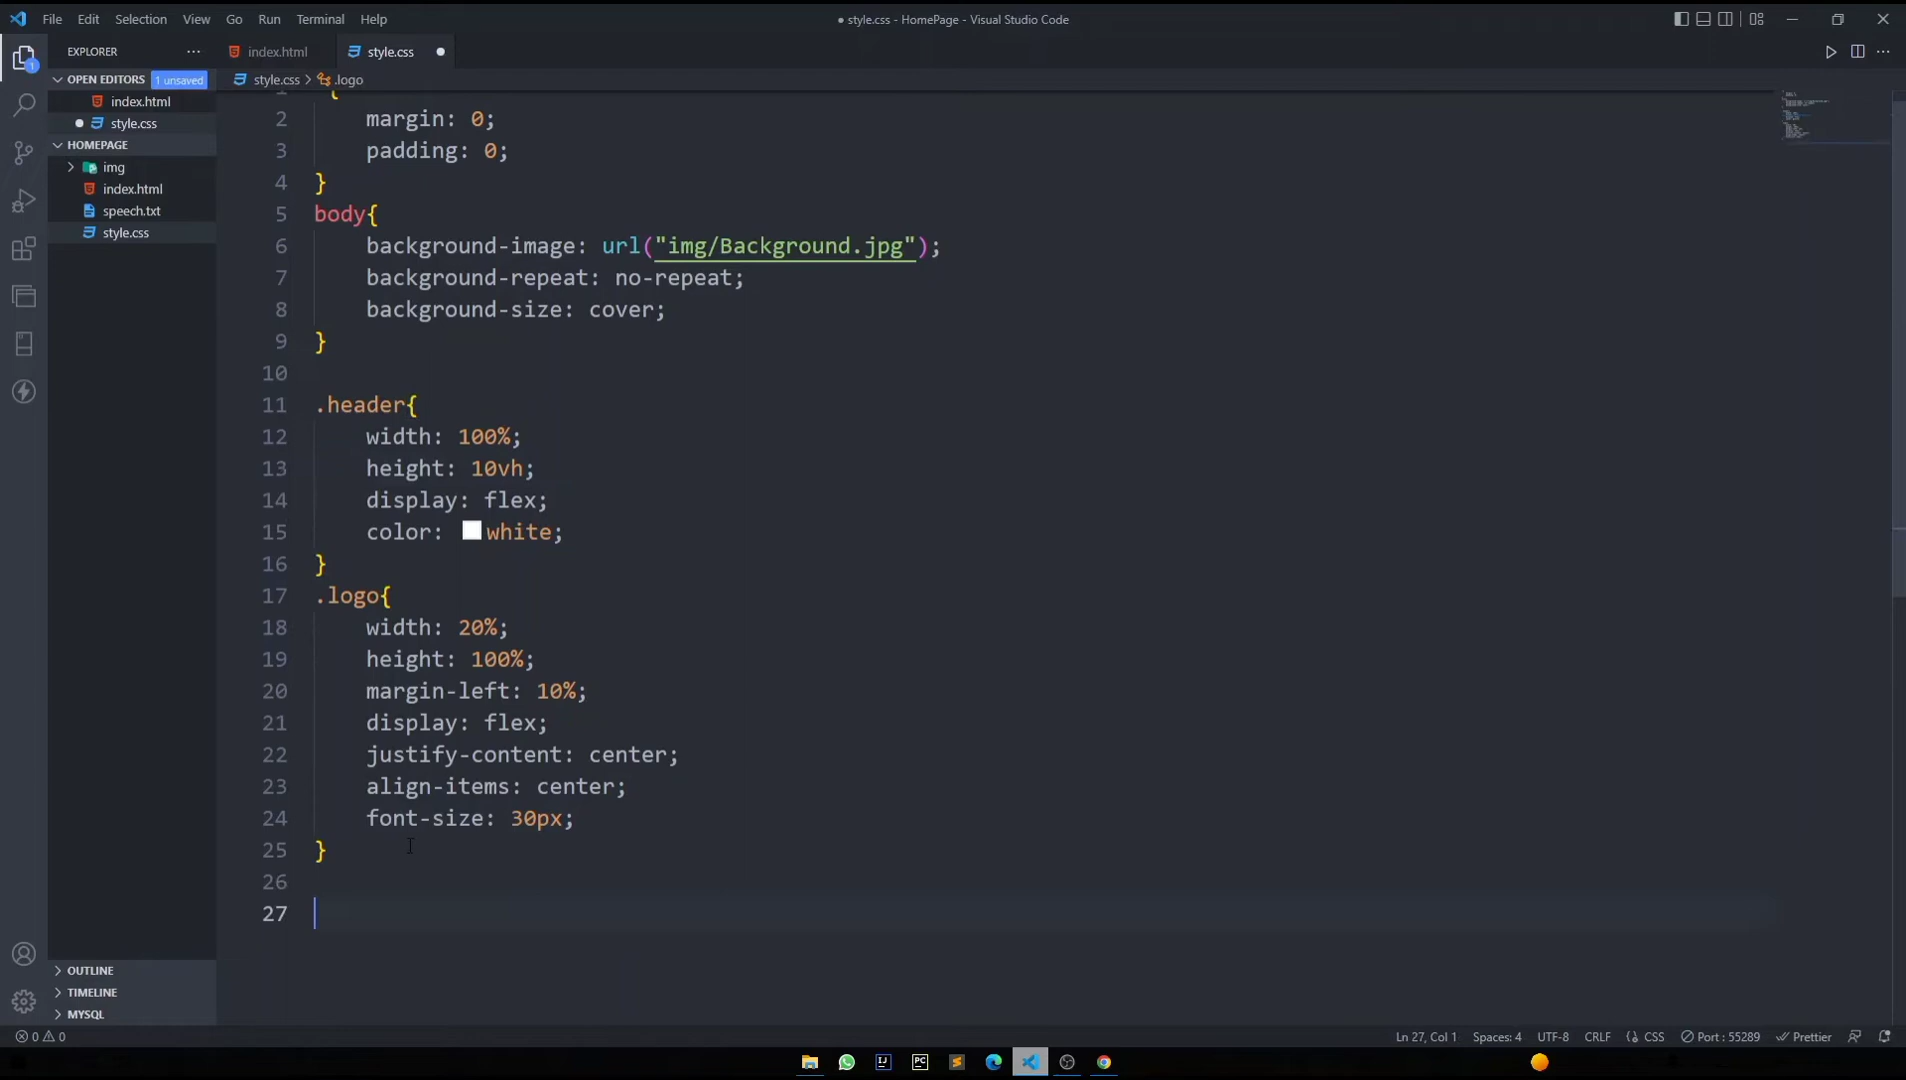 File Edit Selection View Go Run Terminal Help
● style.css - HomePage - Visual Studio Code
EXPLORER
index.html
style.css
OPEN EDITORS 1 unsaved
style.css > .logo
index.html
style.css
HOMEPAGE
img
index.html
speech.txt
style.css
1
2 margin: 0;
3 padding: 0;
4 }
5 body{
6 background-image: url("img/Background.jpg");
7 background-repeat: no-repeat;
8 background-size: cover;
9 }
10
11 .header{
12 width: 100%;
13 height: 10vh;
14 display: flex;
15 color: white;
16 }
17 .logo{
18 width: 20%;
19 height: 100%;
20 margin-left: 10%;
21 display: flex;
22 justify-content: center;
23 align-items: center;
24 font-size: 30px;
25 }
26
27
OUTLINE
TIMELINE
MYSQL
0 0
Ln 27, Col 1 Spaces: 4 UTF-8 CRLF {} CSS Port : 55289 Prettier